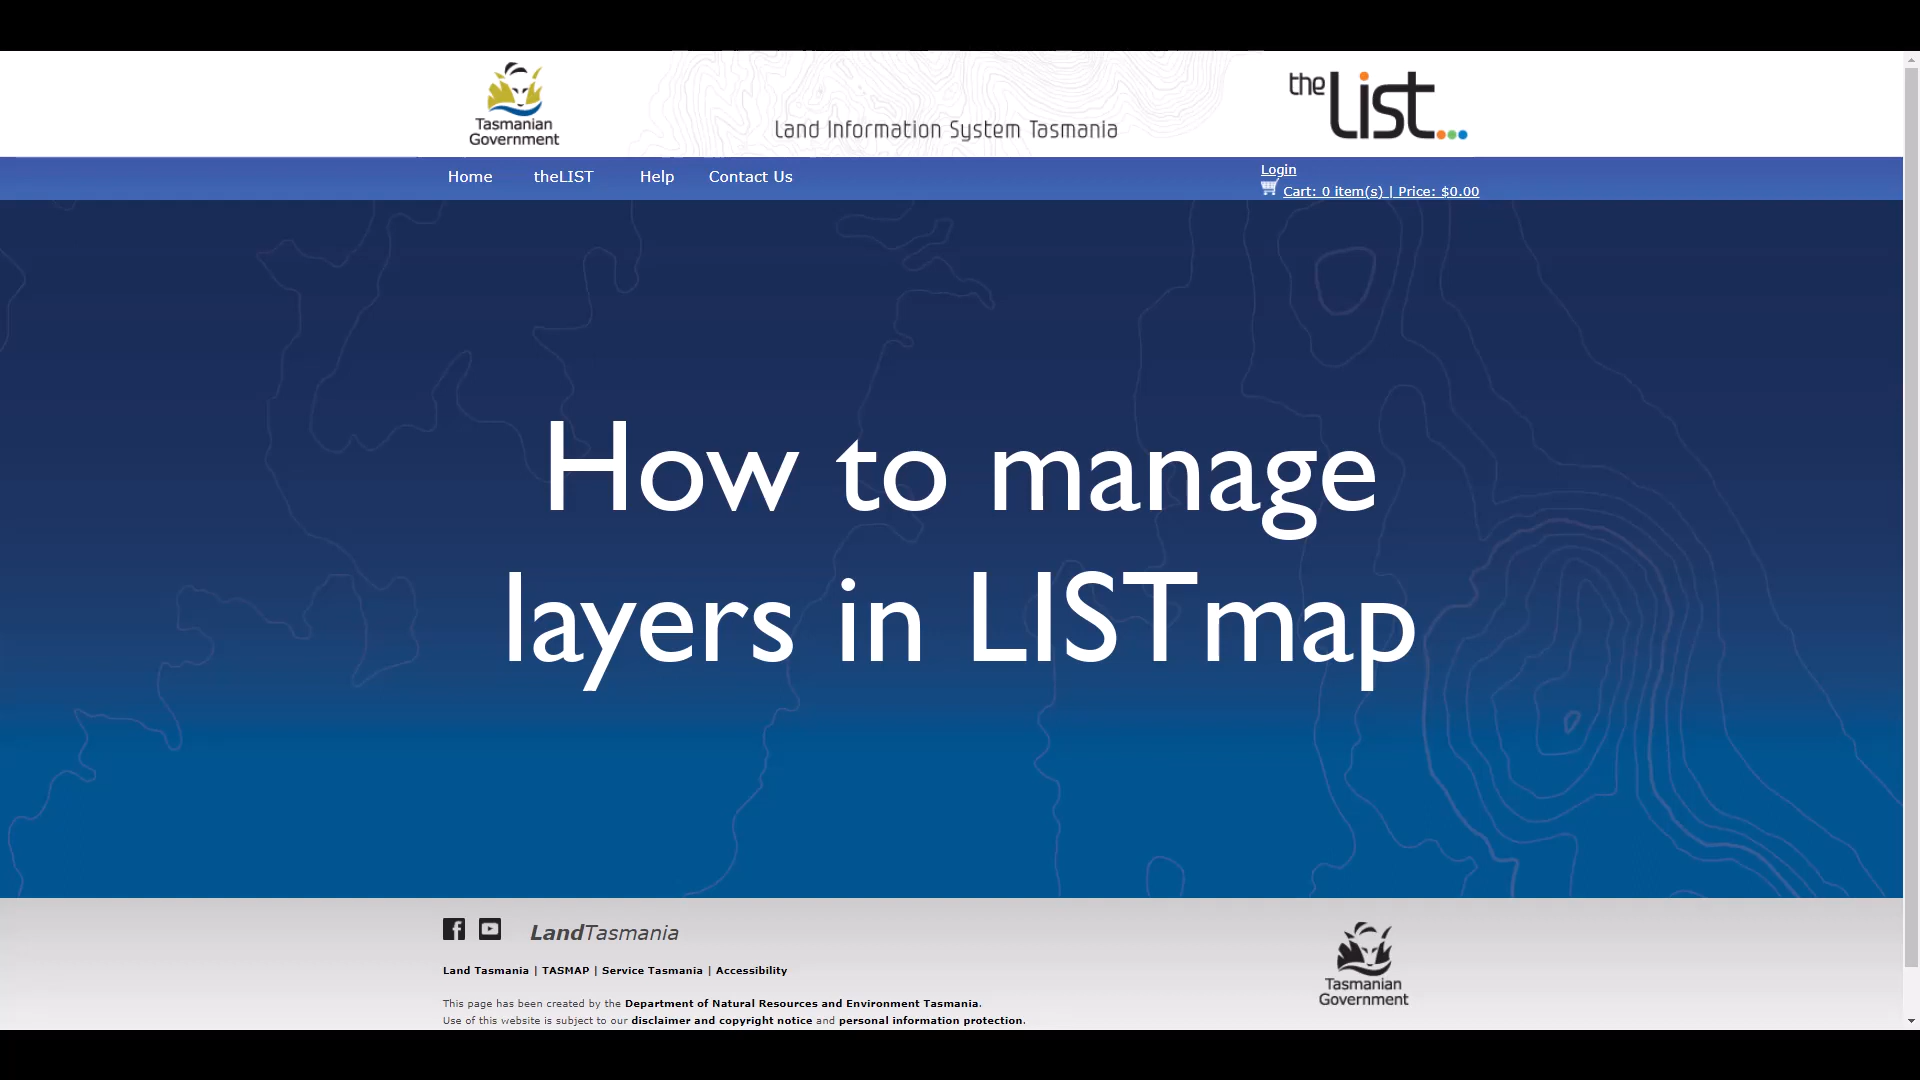 Tasmanian
Government
Land Information System Tasmania
the LIST...
Home theLIST Help Contact Us
Login
Cart: 0 item(s) | Price: $0.00
How to manage
layers in LISTmap
LandTasmania
Land Tasmania | TASMAP | Service Tasmania | Accessibility
This page has been created by the Department of Natural Resources and Environment Tasmania.
Use of this website is subject to our disclaimer and copyright notice and personal information protection.
Tasmanian
Government